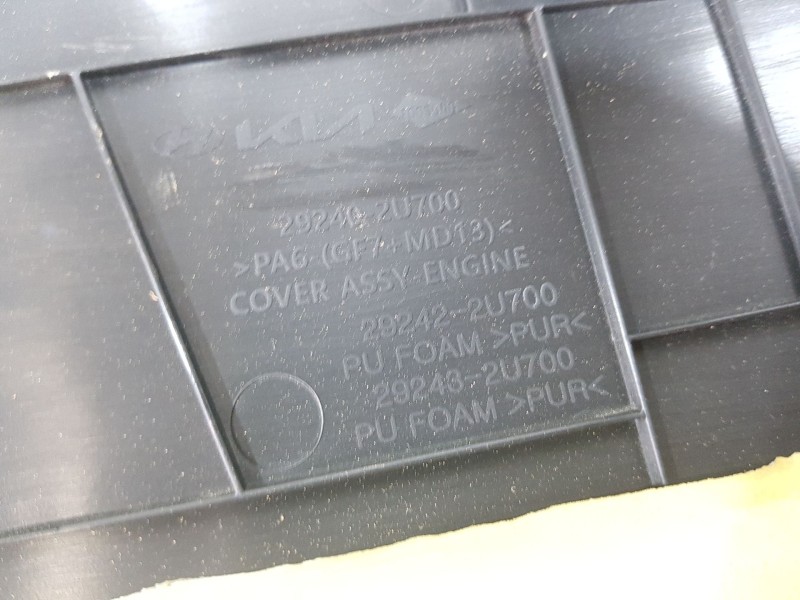 KIA
29240-2U700
>PA6-(GF7+MD13)<
COVER ASSY-ENGINE
29242-2U700
PU FOAM >PUR<
29243-2U700
PU FOAM >PUR<